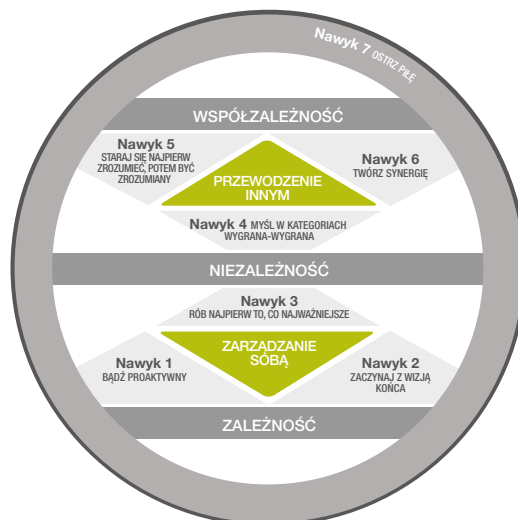 Nawyk 7 OSTRZ PIŁĘ
WSPÓŁZALEŻNOŚĆ
Nawyk 5
STARAJ SIĘ NAJPIERW
ZROZUMIEĆ, POTEM BYĆ
ZROZUMIANY
PRZEWODZENIE
INNYM
Nawyk 6
TWÓRZ SYNERGIĘ
Nawyk 4 MYŚL W KATEGORIACH
WYGRANA-WYGRANA
NIEZALEŻNOŚĆ
Nawyk 3
RÓB NAJPIERW TO, CO NAJWAŻNIEJSZE
ZARZĄDZANIE
SÓBĄ
Nawyk 1
BĄDŹ PROAKTYWNY
Nawyk 2
ZACZYNAJ Z WIZJĄ
KOŃCA
ZALEŻNOŚĆ